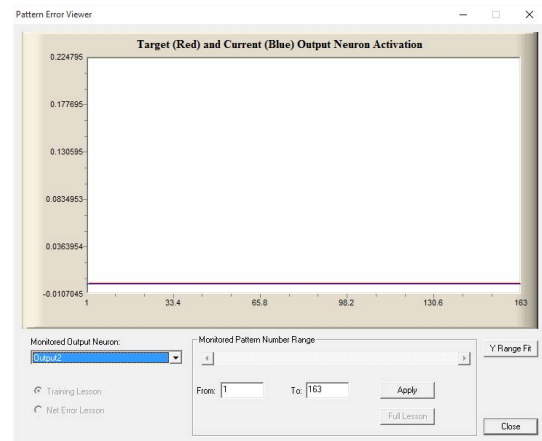 Pattern Error Viewer
Target (Red) and Current (Blue) Output Neuron Activation
0.224795
0.177695
0.130595
0.0834953
0.0363954
-0.0107045
1 33.4 65.8 98.2 130.6 163
Monitored Output Neuron:
Output2
Training Lesson
Net Error Lesson
Monitored Pattern Number Range
From: 1 To: 163 Apply
Full Lesson
Y Range Fit
Close